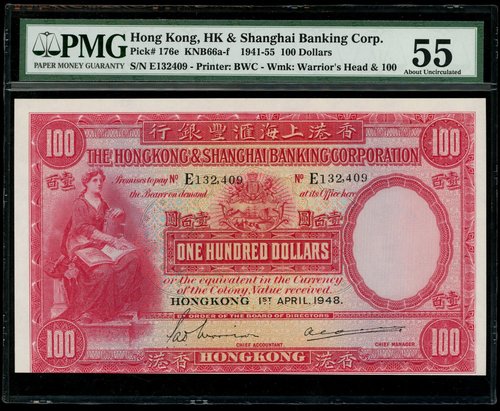 PMG
PAPER MONEY GUARANTY
Hong Kong, HK & Shanghai Banking Corp.
Pick# 176e KNB66a-f 1941-55 100 Dollars
S/N E132409 - Printer: BWC - Wmk: Warrior's Head & 100
55
About Uncirculated
100
行銀豐滙海上港香
100
THE HONGKONG & SHANGHAI BANKING CORPORATION
Promises to pay No E132,409 No E132,409
the Bearer on demand at its Office here
百壹
百壹
圓 百壹
圓 百壹
ONE HUNDRED DOLLARS
or the equivalent in the Currency
of the Colony, Value received.
HONGKONG 1ST APRIL, 1948.
BY ORDER OF THE BOARD OF DIRECTORS
CHIEF ACCOUNTANT CHIEF MANAGER.
100
港 HONGKONG 香
100